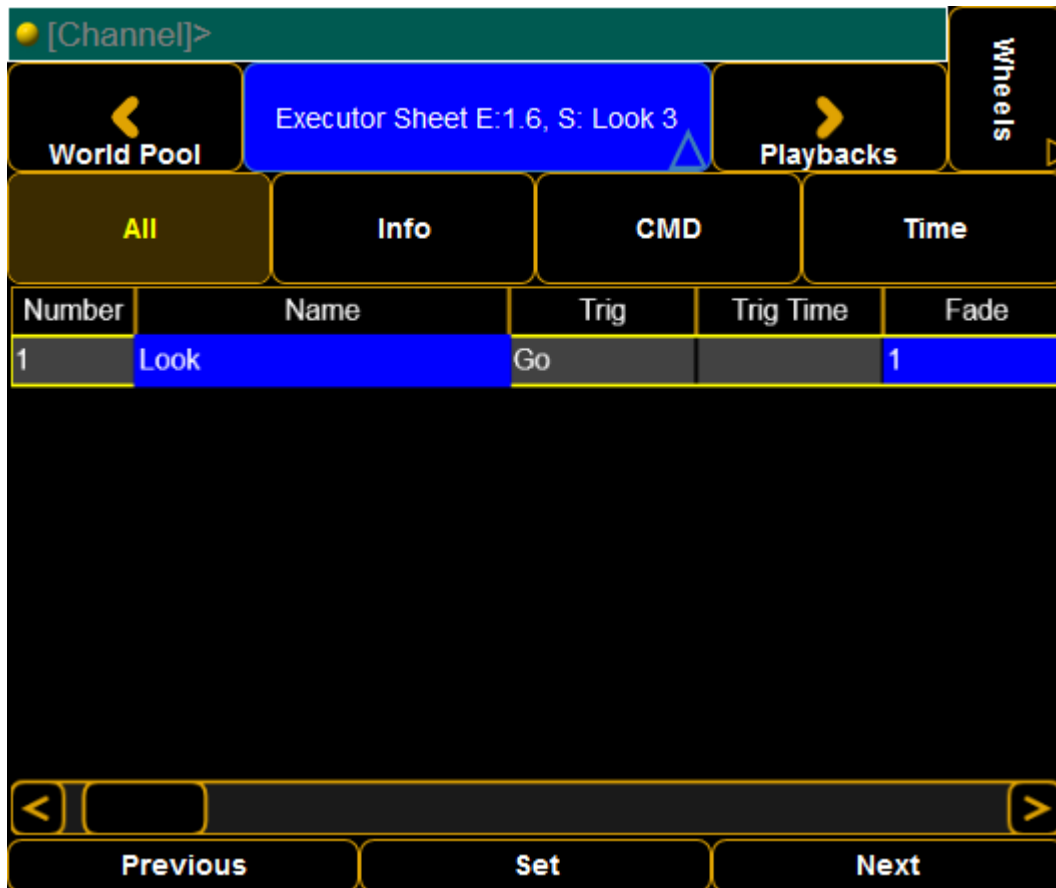 [Channel]>
Wheels
World Pool
Executor Sheet E:1.6, S: Look 3
Playbacks
All Info CMD Time
Number Name Trig Trig Time Fade
1 Look Go 1
Previous Set Next